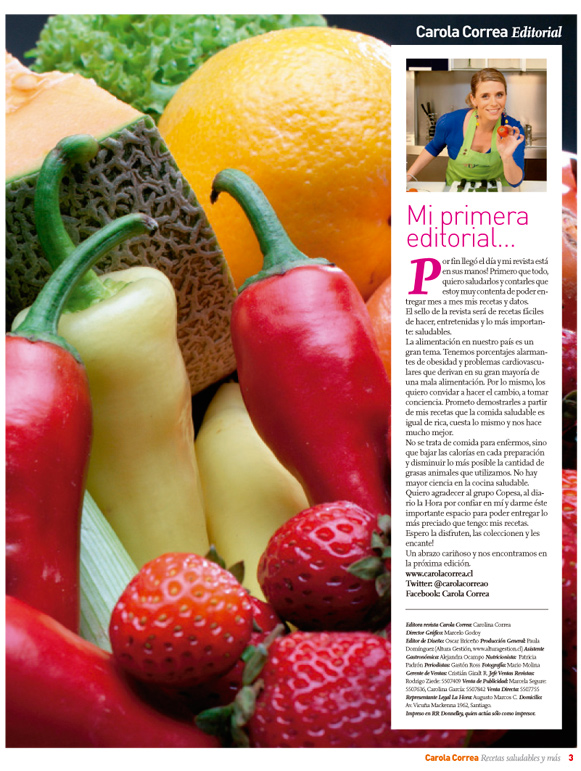 Carola Correa Editorial
Mi primera
editorial...
Por fin llegó el día y mi revista está
en sus manos! Primero que todo,
quiero saludarlos y contarles que
estoy muy contenta de poder en-
tregar mes a mes mis recetas y datos.
El sello de la revista será de recetas fáciles
de hacer, entretenidas y lo más importan-
te: saludables.
La alimentación en nuestro país es un
gran tema. Tenemos porcentajes alarman-
tes de obesidad y problemas cardiovascu-
lares que derivan en su gran mayoría de
una mala alimentación. Por lo mismo, los
quiero convidar a hacer el cambio, a tomar
conciencia. Prometo demostrarles a partir
de mis recetas que la comida saludable es
igual de rica, cuesta lo mismo y nos hace
mucho mejor.
No se trata de comida para enfermos, sino
que bajar las calorías en cada preparación
y disminuir lo más posible la cantidad de
grasas animales que utilizamos. No hay
mayor ciencia en la cocina saludable.
Quiero agradecer al grupo Copesa, al dia-
rio la Hora por confiar en mí y darme éste
importante espacio para poder entregar lo
más preciado que tengo: mis recetas.
Espero la disfruten, las coleccionen y les
encante!
Un abrazo cariñoso y nos encontramos en
la próxima edición.
www.carolacorrea.cl
Twitter: @carolacorreao
Facebook: Carola Correa
Editora revista Carola Correa: Carolina Correa
Director Gráfico: Marcelo Godoy
Editor de Diseño: Oscar Briceño Producción General: Paula
Domínguez (Altura Gestión, www.alturagestion.cl) Asistente
Gastronómica: Alejandra Ocampo Nutricionista: Patricia
Padrón Periodista: Gastón Ross Fotografía: Mario Molina
Gerente de Ventas: Cristián Giralt R. Jefe Ventas Revistas:
Rodrigo Ziede: 5507409 Venta de Publicidad: Marcela Segure:
5507636, Carolina García: 5507842 Venta Directa: 5507755
Representante Legal La Hora: Augusto Marcos C. Domicilio:
Av. Vicuña Mackenna 1962, Santiago.
Impreso en RR Donnelley, quien actúa sólo como impresor.
Carola Correa Recetas saludables y más 3